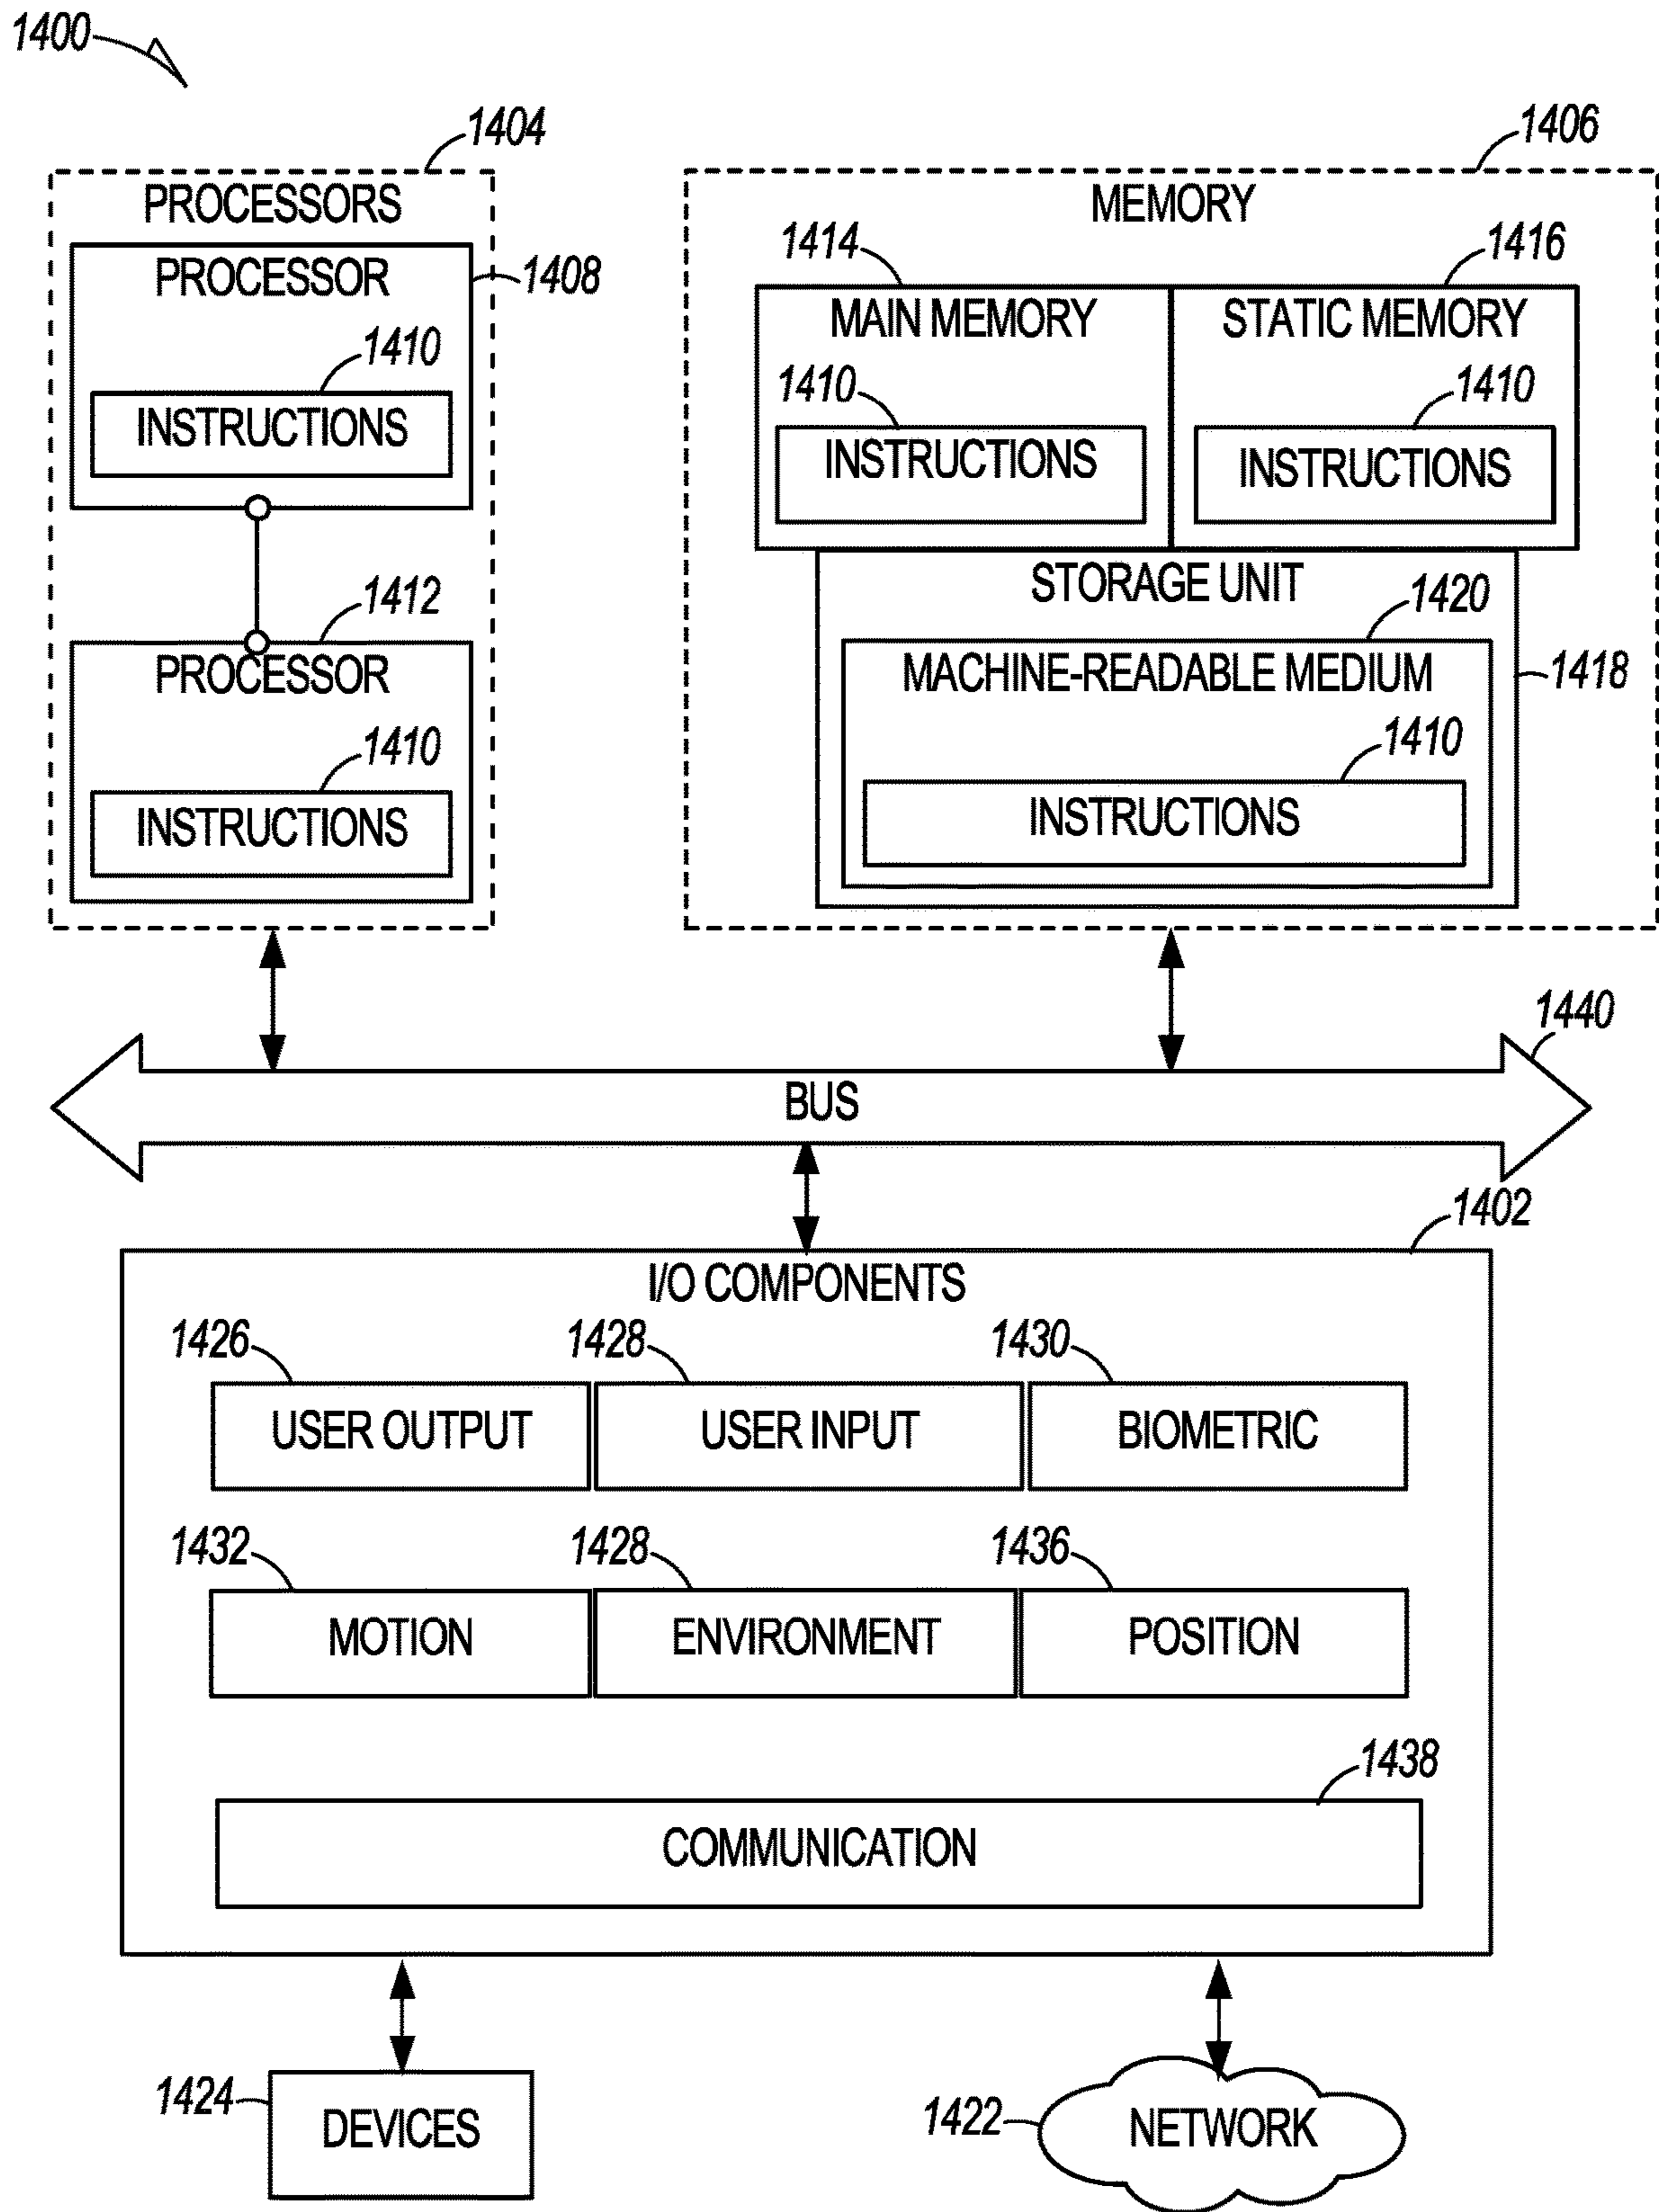 1400
1404
PROCESSORS
PROCESSOR
1408
1410
INSTRUCTIONS
1412
PROCESSOR
1410
INSTRUCTIONS
1406
MEMORY
1414
1416
MAIN MEMORY
STATIC MEMORY
1410
1410
INSTRUCTIONS
INSTRUCTIONS
STORAGE UNIT
1420
MACHINE-READABLE MEDIUM
1418
1410
INSTRUCTIONS
1440
BUS
1402
I/O COMPONENTS
1426
1428
1430
USER OUTPUT
USER INPUT
BIOMETRIC
1432
1428
1436
MOTION
ENVIRONMENT
POSITION
1438
COMMUNICATION
1424
DEVICES
1422
NETWORK